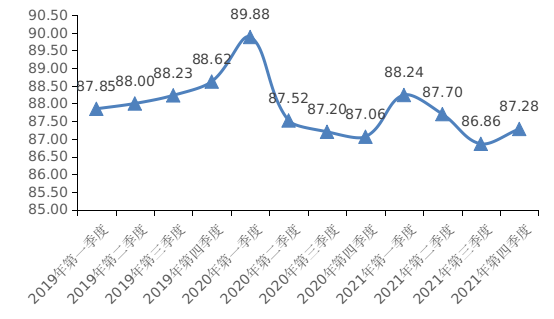 90.50
90.00
89.50
89.00
88.50
88.00
87.50
87.00
86.50
86.00
85.50
85.00
87.85
88.00
88.23
88.62
89.88
87.52
87.20
87.06
88.24
87.70
86.86
87.28
2019年第一季度
2019年第二季度
2019年第三季度
2019年第四季度
2020年第一季度
2020年第二季度
2020年第三季度
2020年第四季度
2021年第一季度
2021年第二季度
2021年第三季度
2021年第四季度